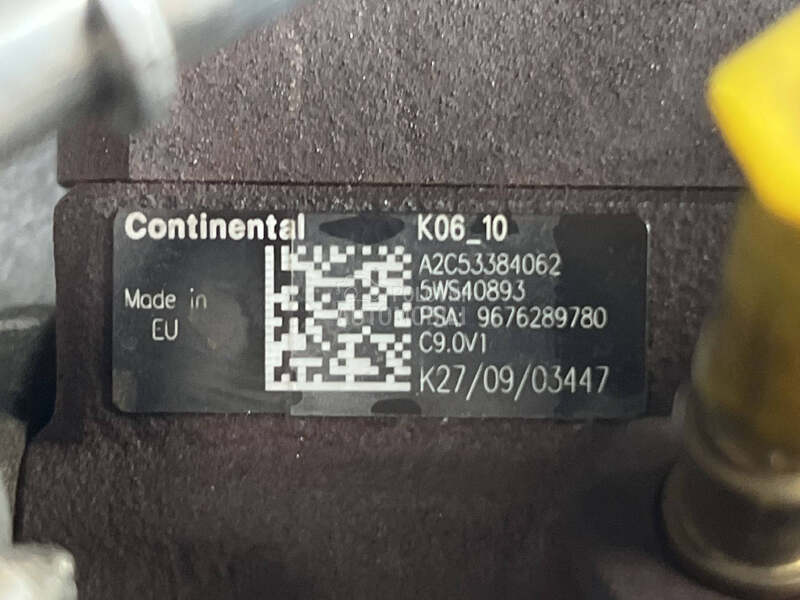 Continental
K06_10
A2C53384062
5WS40893
PSA: 9676289780
C9.0V1
K27/09/03447
Made in
EU